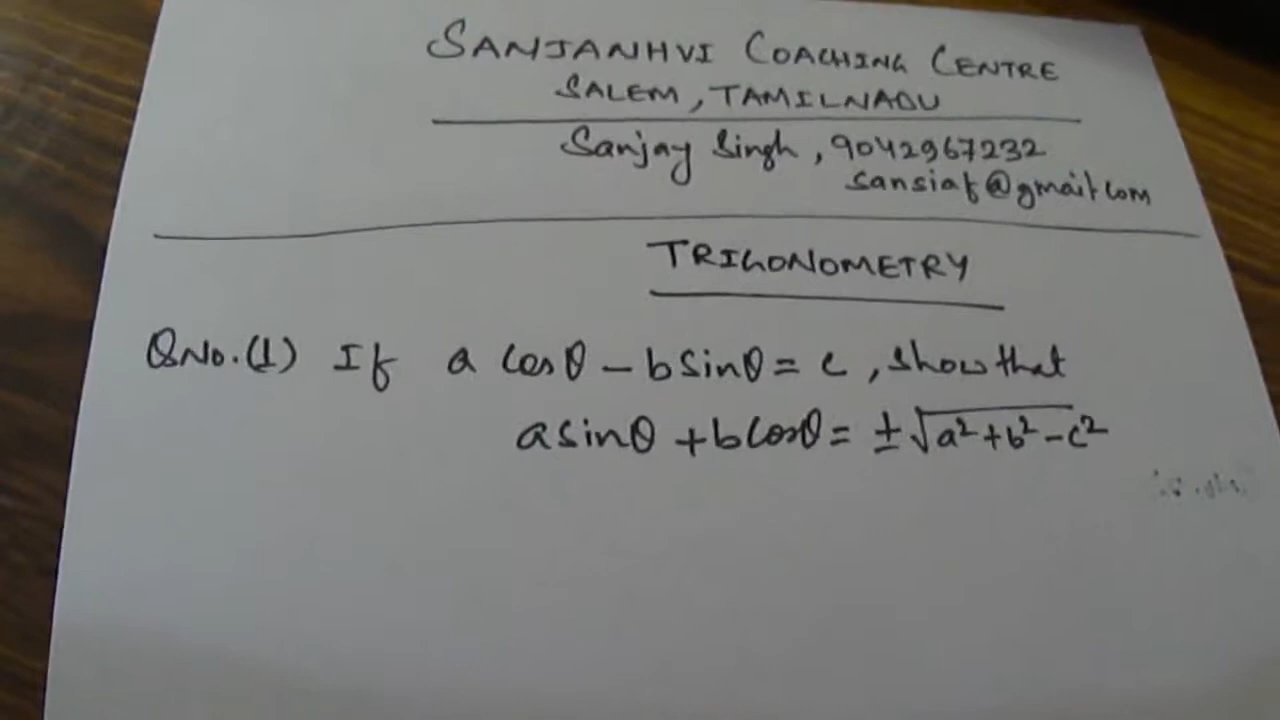 SANJANHVI COACHING CENTRE
SALEM, TAMILNADU
Sanjay Singh, 9042967232
sansiaf@gmail.com
TRIGONOMETRY
QNo.(1) If a cosθ - b sinθ = c, show that
a sinθ + b cosθ = ±√a²+b²-c²